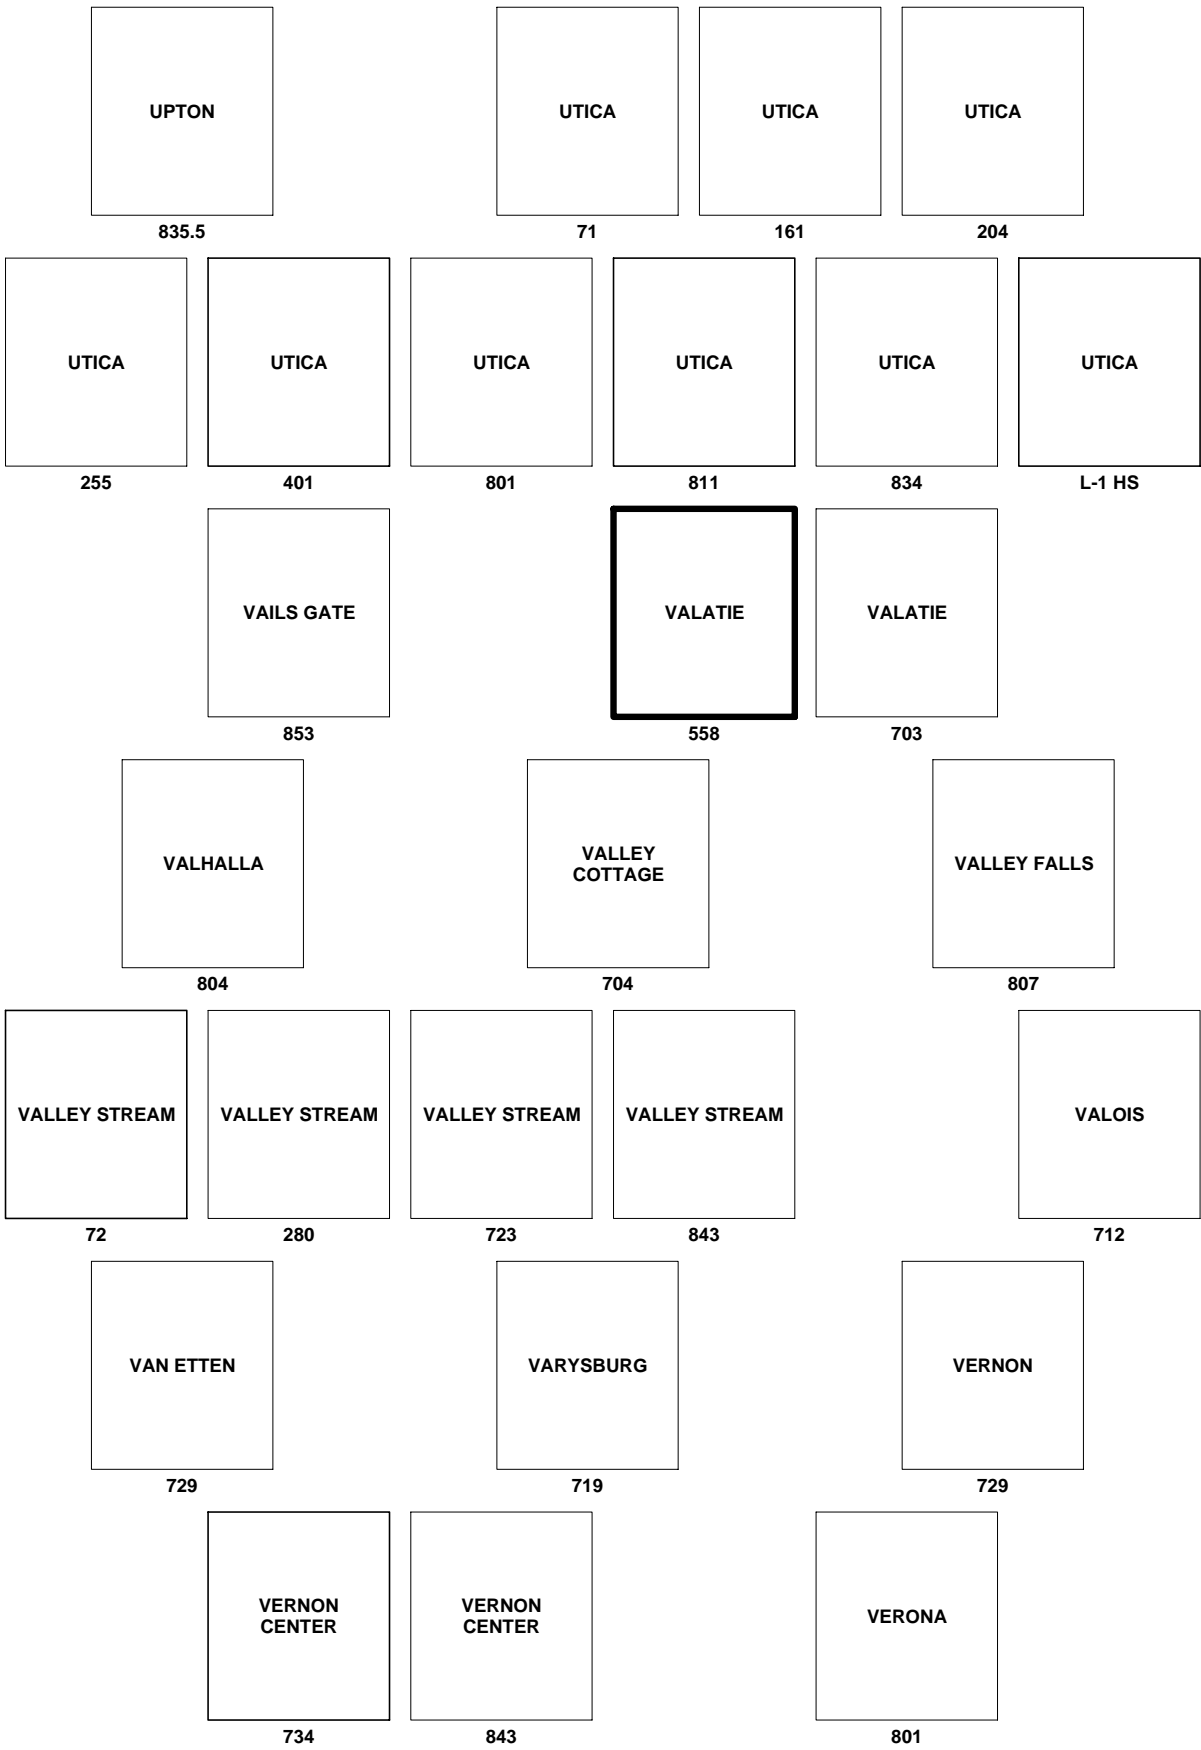 UPTON
UTICA
UTICA
UTICA
835.5
71
161
204
UTICA
UTICA
UTICA
UTICA
UTICA
UTICA
255
401
801
811
834
L-1 HS
VAILS GATE
VALATIE
VALATIE
853
558
703
VALHALLA
VALLEY
COTTAGE
VALLEY FALLS
804
704
807
VALLEY STREAM
VALLEY STREAM
VALLEY STREAM
VALLEY STREAM
VALOIS
72
280
723
843
712
VAN ETTEN
VARYSBURG
VERNON
729
719
729
VERNON
CENTER
VERNON
CENTER
VERONA
734
843
801